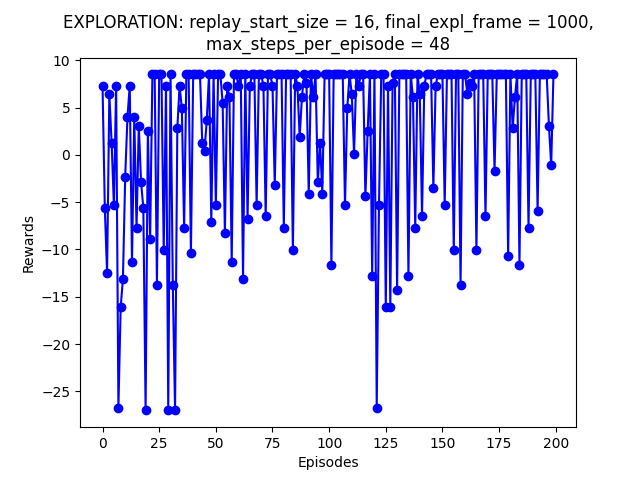 EXPLORATION: replay_start_size = 16, final_expl_frame = 1000,
max_steps_per_episode = 48
10
5
0
−5
−10
−15
−20
−25
Rewards
0 25 50 75 100 125 150 175 200
Episodes